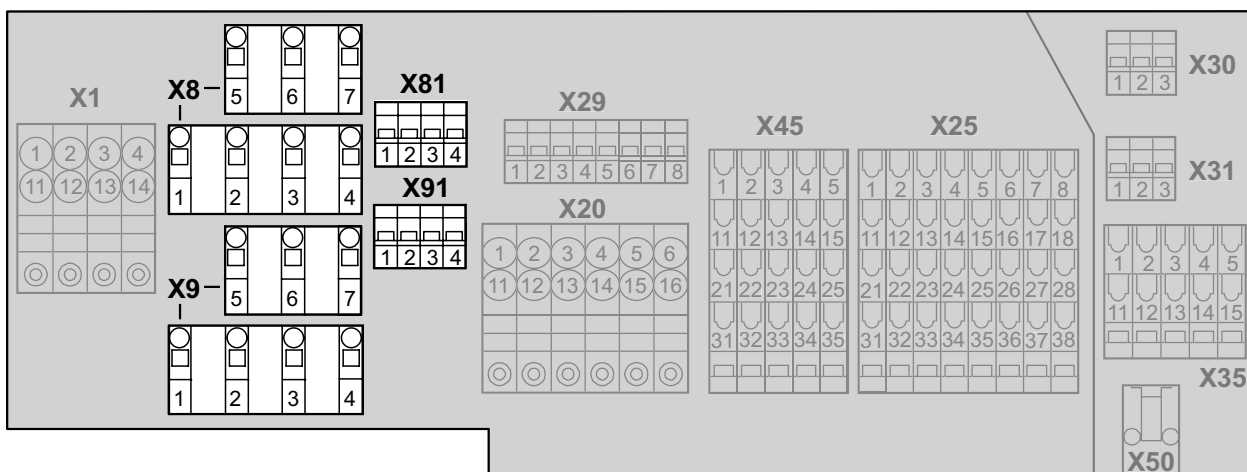 X1
1 2 3 4
11 12 13 14
X8
5 6 7
1 2 3 4
X9
5 6 7
1 2 3 4
X81
1 2 3 4
X91
1 2 3 4
X29
1 2 3 4 5 6 7 8
X20
1 2 3 4 5 6
11 12 13 14 15 16
X45
1 2 3 4 5
11 12 13 14 15
21 22 23 24 25
31 32 33 34 35
X25
1 2 3 4 5 6 7 8
11 12 13 14 15 16 17 18
21 22 23 24 25 26 27 28
31 32 33 34 35 36 37 38
X30
1 2 3
X31
1 2 3
1 2 3 4 5
11 12 13 14 15
X35
X50